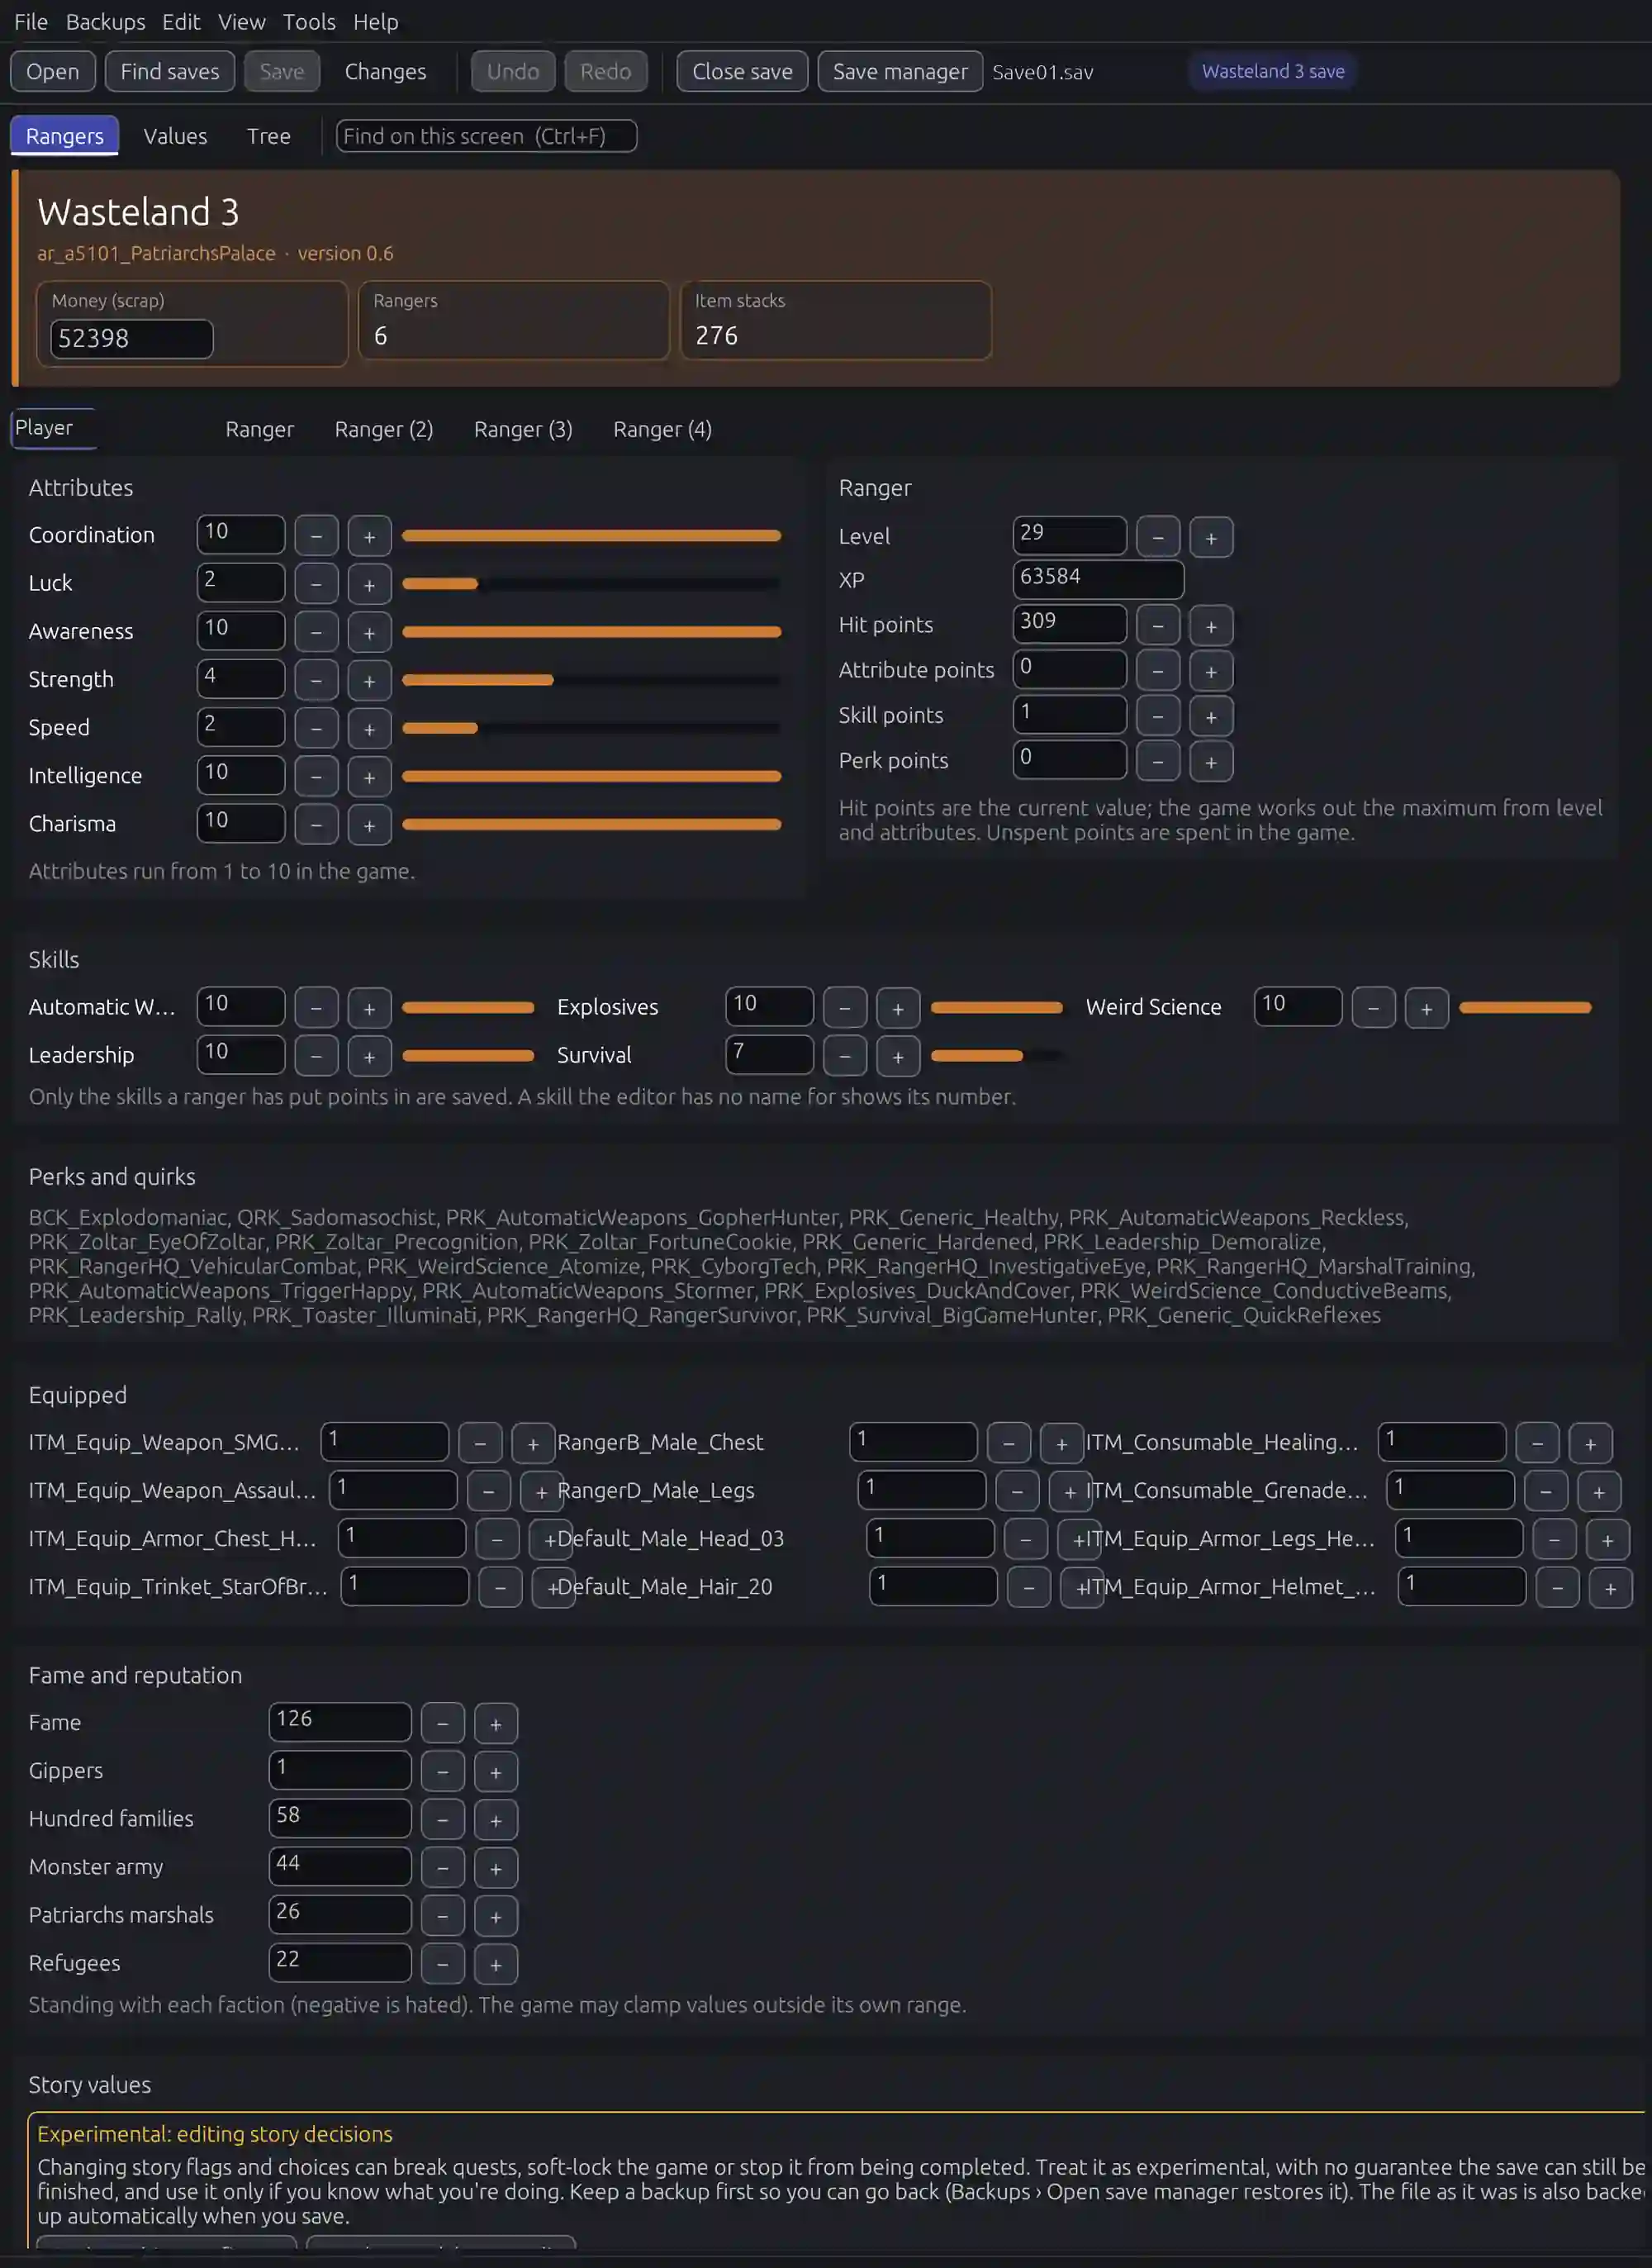 File Backups Edit View Tools Help
Open Find saves Save Changes Undo Redo Close save Save manager Save01.sav Wasteland 3 save
Rangers Values Tree Find on this screen (Ctrl+F)
Wasteland 3
ar_a5101_PatriarchsPalace · version 0.6
Money (scrap) Rangers Item stacks
52398 6 276
Player Ranger Ranger (2) Ranger (3) Ranger (4)
Attributes
Coordination 10 − +
Luck 2 − +
Awareness 10 − +
Strength 4 − +
Speed 2 − +
Intelligence 10 − +
Charisma 10 − +
Attributes run from 1 to 10 in the game.
Ranger
Level 29 − +
XP 63584
Hit points 309 − +
Attribute points 0 − +
Skill points 1 − +
Perk points 0 − +
Hit points are the current value; the game works out the maximum from level
and attributes. Unspent points are spent in the game.
Skills
Automatic W... 10 − + Explosives 10 − + Weird Science 10 − +
Leadership 10 − + Survival 7 − +
Only the skills a ranger has put points in are saved. A skill the editor has no name for shows its number.
Perks and quirks
BCK_Explodomaniac, QRK_Sadomasochist, PRK_AutomaticWeapons_GopherHunter, PRK_Generic_Healthy, PRK_AutomaticWeapons_Reckless,
PRK_Zoltar_EyeOfZoltar, PRK_Zoltar_Precognition, PRK_Zoltar_FortuneCookie, PRK_Generic_Hardened, PRK_Leadership_Demoralize,
PRK_RangerHQ_VehicularCombat, PRK_WeirdScience_Atomize, PRK_CyborgTech, PRK_RangerHQ_InvestigativeEye, PRK_RangerHQ_MarshalTraining,
PRK_AutomaticWeapons_TriggerHappy, PRK_AutomaticWeapons_Stormer, PRK_Explosives_DuckAndCover, PRK_WeirdScience_ConductiveBeams,
PRK_Leadership_Rally, PRK_Toaster_Illuminati, PRK_RangerHQ_RangerSurvivor, PRK_Survival_BigGameHunter, PRK_Generic_QuickReflexes
Equipped
ITM_Equip_Weapon_SMG... 1 − + RangerB_Male_Chest 1 − + ITM_Consumable_Healing... 1 − +
ITM_Equip_Weapon_Assaul... 1 − + RangerD_Male_Legs 1 − + ITM_Consumable_Grenade... 1 − +
ITM_Equip_Armor_Chest_H... 1 − + Default_Male_Head_03 1 − + ITM_Equip_Armor_Legs_He... 1 − +
ITM_Equip_Trinket_StarOfBr... 1 − + Default_Male_Hair_20 1 − + ITM_Equip_Armor_Helmet_... 1 − +
Fame and reputation
Fame 126 − +
Gippers 1 − +
Hundred families 58 − +
Monster army 44 − +
Patriarchs marshals 26 − +
Refugees 22 − +
Standing with each faction (negative is hated). The game may clamp values outside its own range.
Story values
Experimental: editing story decisions
Changing story flags and choices can break quests, soft-lock the game or stop it from being completed. Treat it as experimental, with no guarantee the save can still be
finished, and use it only if you know what you're doing. Keep a backup first so you can go back (Backups › Open save manager restores it). The file as it was is also backe
up automatically when you save.